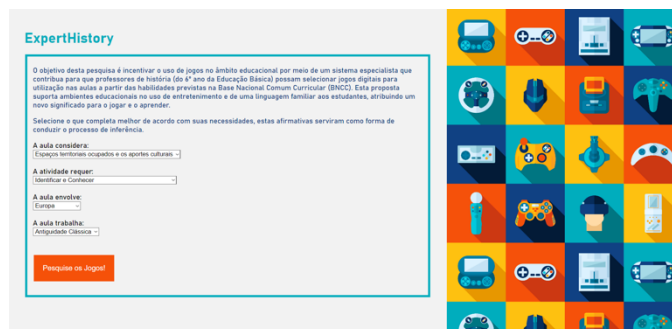 ExpertHistory
O objetivo desta pesquisa é incentivar o uso de jogos no âmbito educacional por meio de um sistema especialista que
contribua para que professores de história (do 6° ano da Educação Básica) possam selecionar jogos digitais para
utilização nas aulas a partir das habilidades previstas na Base Nacional Comum Curricular (BNCC). Esta proposta
suporta ambientes educacionais no uso de entretenimento e de uma linguagem familiar aos estudantes, atribuindo um
novo significado para o jogar e o aprender.
Selecione o que completa melhor de acordo com suas necessidades, estas afirmativas serviram como forma de
conduzir o processo de inferência.
A aula considera:
Espaços territoriais ocupados e os aportes culturais
A atividade requer:
Identificar e Conhecer
A aula envolve:
Europa
A aula trabalha:
Antiguidade Clássica
Pesquise os Jogos!